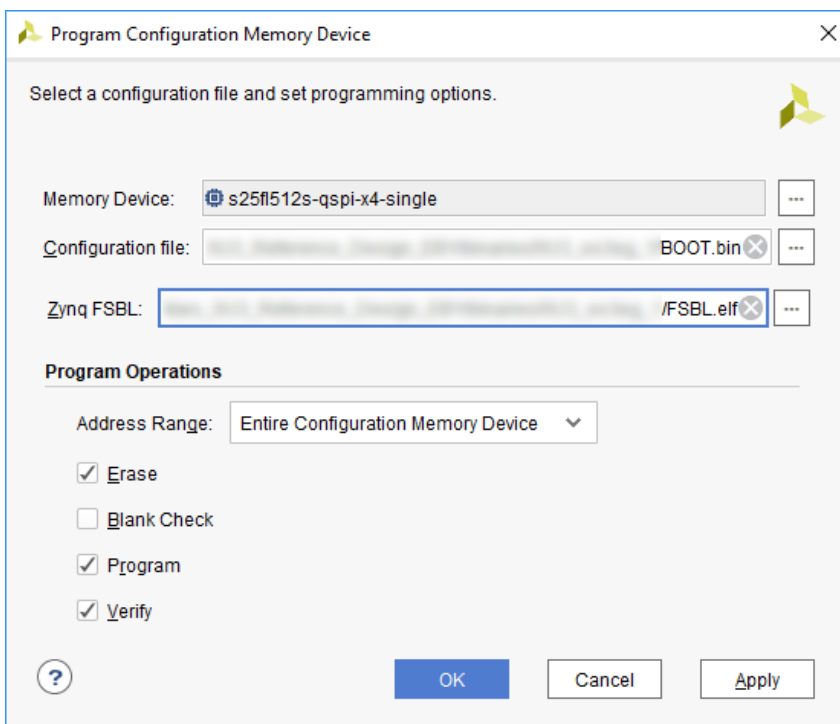 Program Configuration Memory Device
Select a configuration file and set programming options.
Memory Device: s25fl512s-qspi-x4-single ...
Configuration file: BOOT.bin ...
Zynq FSBL: /FSBL.elf ...
Program Operations
Address Range: Entire Configuration Memory Device
Erase
Blank Check
Program
Verify
? OK Cancel Apply